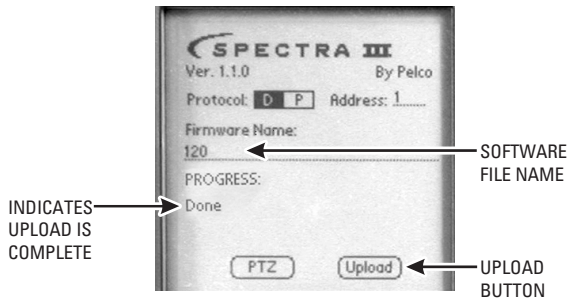 SPECTRA III
Ver. 1.1.0 By Pelco
Protocol: D P Address: 1
Firmware Name:
120
SOFTWARE
FILE NAME
PROGRESS:
Done
INDICATES
UPLOAD IS
COMPLETE
PTZ Upload
UPLOAD
BUTTON